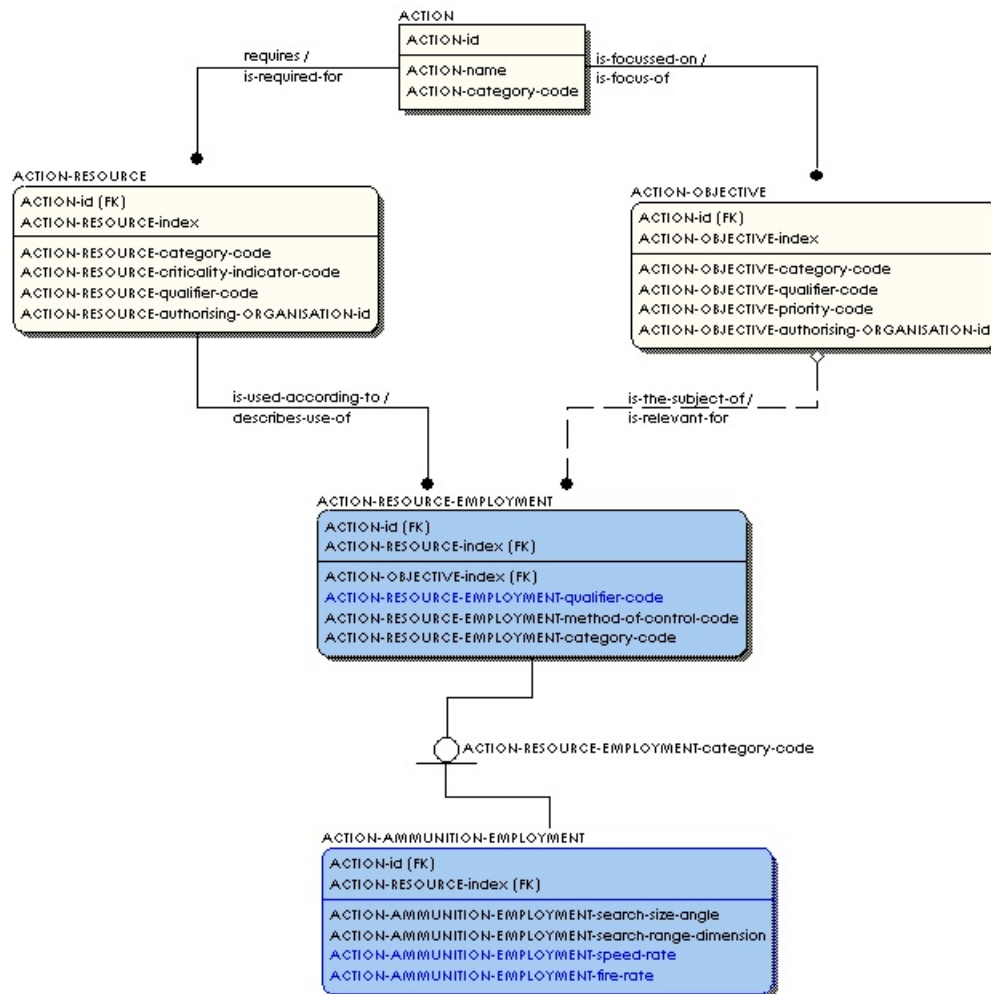 ACTION
ACTION-id
ACTION-name
ACTION-category-code
requires /
is-required-for
is-focussed-on /
is-focus-of
ACTION-RESOURCE
ACTION-id (FK)
ACTION-RESOURCE-index
ACTION-RESOURCE-category-code
ACTION-RESOURCE-criticality-indicator-code
ACTION-RESOURCE-qualifier-code
ACTION-RESOURCE-authorising-ORGANISATION-id
ACTION-OBJECTIVE
ACTION-id (FK)
ACTION-OBJECTIVE-index
ACTION-OBJECTIVE-category-code
ACTION-OBJECTIVE-qualifier-code
ACTION-OBJECTIVE-priority-code
ACTION-OBJECTIVE-authorising-ORGANISATION-id
is-used-according-to /
describes-use-of
is-the-subject-of /
is-relevant-for
ACTION-RESOURCE-EMPLOYMENT
ACTION-id (FK)
ACTION-RESOURCE-index (FK)
ACTION-OBJECTIVE-index (FK)
ACTION-RESOURCE-EMPLOYMENT-qualifier-code
ACTION-RESOURCE-EMPLOYMENT-method-of-control-code
ACTION-RESOURCE-EMPLOYMENT-category-code
ACTION-RESOURCE-EMPLOYMENT-category-code
ACTION-AMMUNITION-EMPLOYMENT
ACTION-id (FK)
ACTION-RESOURCE-index (FK)
ACTION-AMMUNITION-EMPLOYMENT-search-size-angle
ACTION-AMMUNITION-EMPLOYMENT-search-range-dimension
ACTION-AMMUNITION-EMPLOYMENT-speed-rate
ACTION-AMMUNITION-EMPLOYMENT-fire-rate